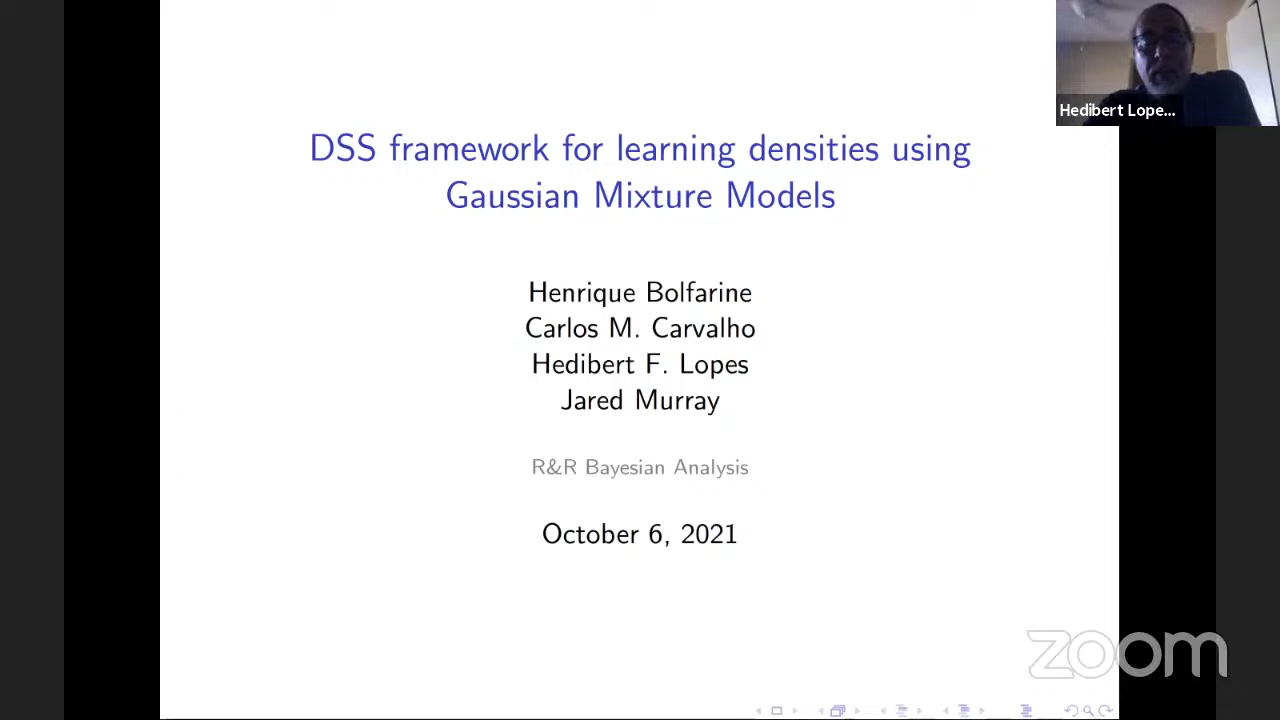 Hedibert Lope...
DSS framework for learning densities using
Gaussian Mixture Models
Henrique Bolfarine
Carlos M. Carvalho
Hedibert F. Lopes
Jared Murray
R&R Bayesian Analysis
October 6, 2021
zoom